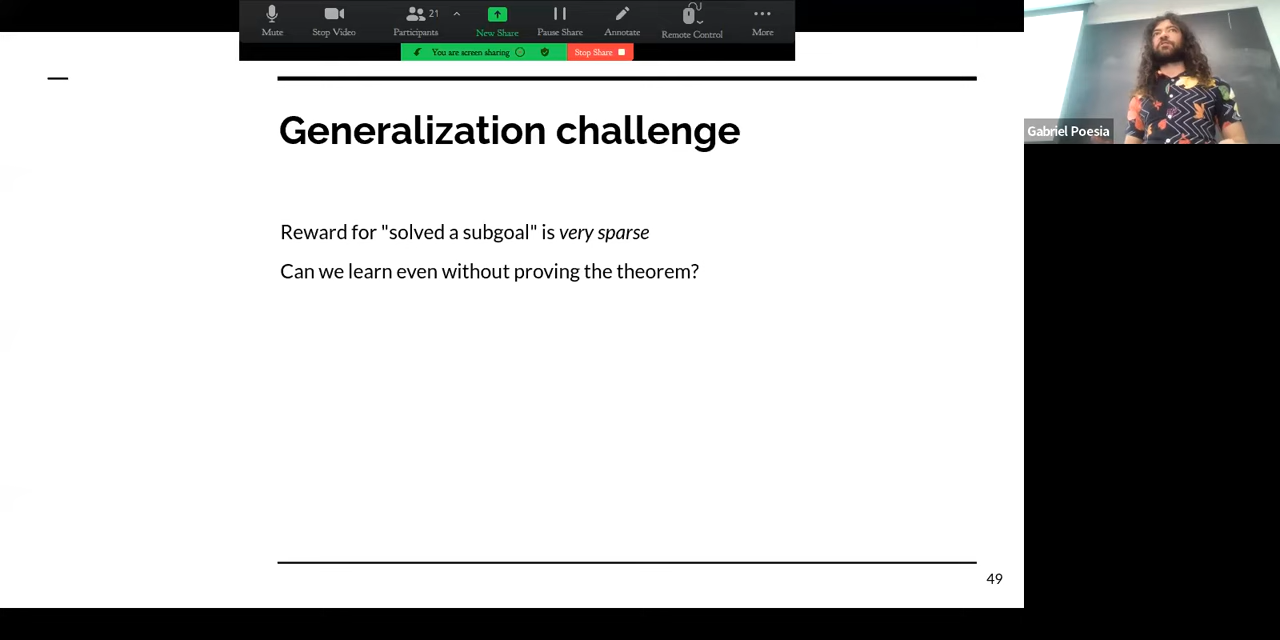 Mute
Stop Video
Participants
21
New Share
Pause Share
Annotate
Remote Control
More
You are screen sharing
Stop Share
Generalization challenge
Reward for "solved a subgoal" is very sparse
Can we learn even without proving the theorem?
49
Gabriel Poesia